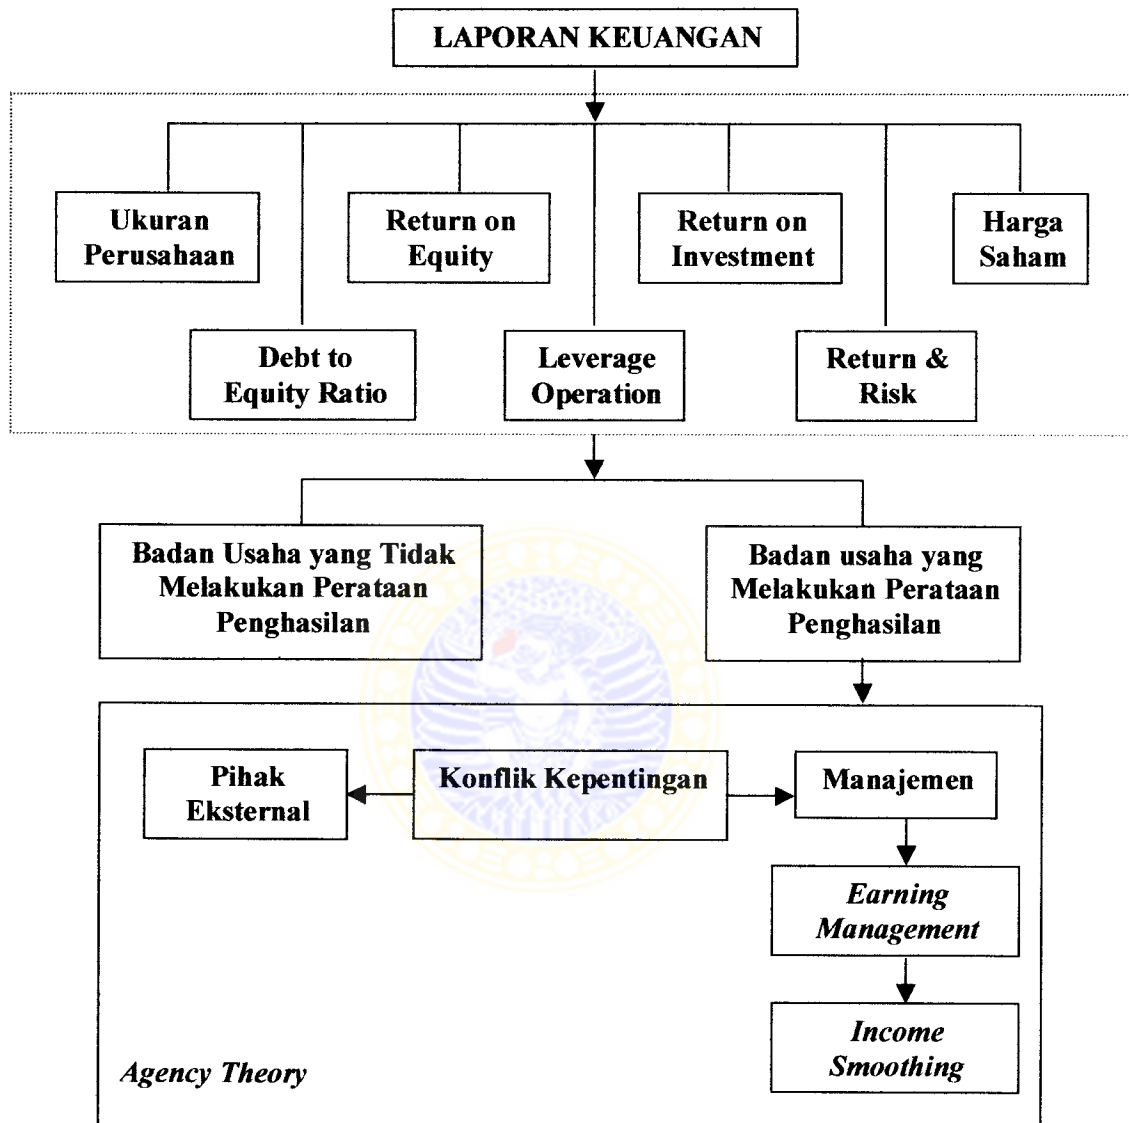 LAPORAN KEUANGAN
Ukuran
Perusahaan
Return on
Equity
Return on
Investment
Harga
Saham
Debt to
Equity Ratio
Leverage
Operation
Return &
Risk
Badan Usaha yang Tidak
Melakukan Perataan
Penghasilan
Badan usaha yang
Melakukan Perataan
Penghasilan
Pihak
Eksternal
Konflik Kepentingan
Manajemen
Earning
Management
Income
Smoothing
Agency Theory